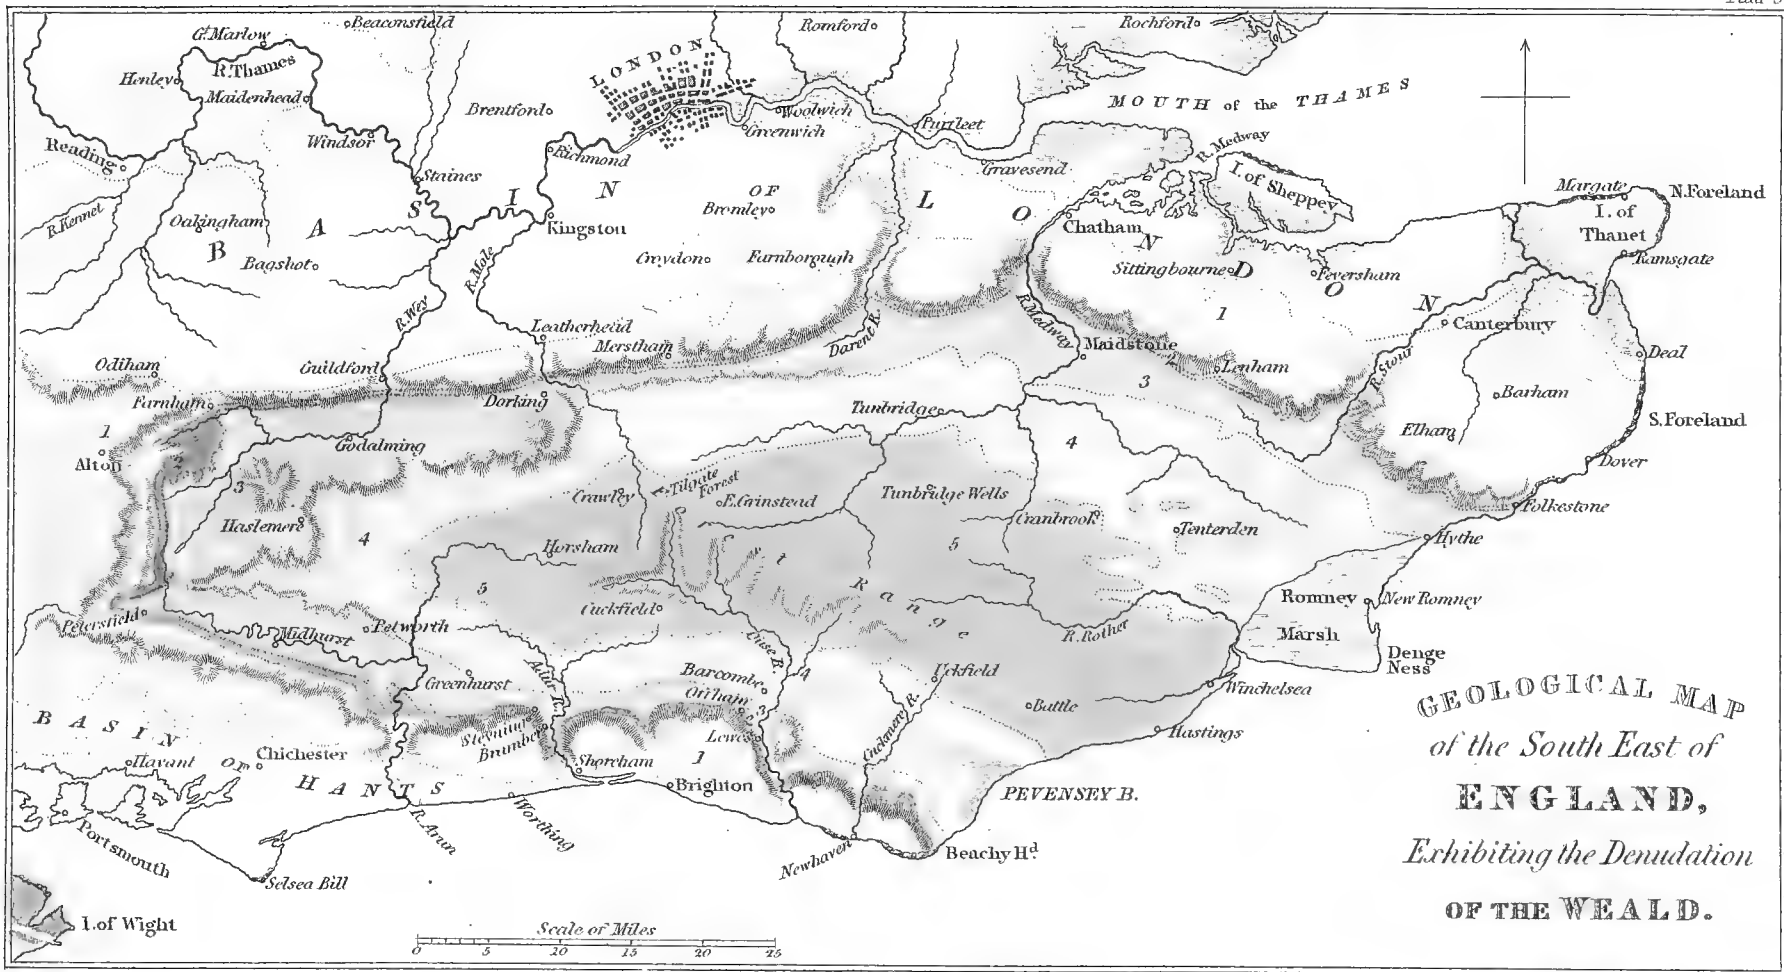 Beaconsfield
Gt. Marlow
R. Thames
Henley
Maidenhead
Reading
Windsor
Staines
R. Kennet
Oakingham
Bagshot
LONDON
Romford
Rochford
MOUTH of the THAMES
Brentford
Woolwich
Greenwich
Purfleet
Richmond
Gravesend
R. Medway
I. of Sheppey
Margate
N. Foreland
I. of
Thanet
Ramsgate
BASIN
OF
LONDON
Bromley
Kingston
Chatham
Croydon
Farnborough
Sittingbourne
Feversham
R. Mole
R. Wey
1
Canterbury
Leatherhead
Merstham
Darent R.
R. Medway
Maidstone
2
Lenham
3
R. Stour
Deal
Barham
Odiham
Guildford
Farnham
Dorking
Tunbridge
Elham
S. Foreland
1
Alton
2
Godalming
4
Dover
3
Crawley
Tilgate
Forest
E. Grinstead
Tunbridge Wells
Folkestone
Haslemere
4
Cranbrook
Tenterden
Hythe
Horsham
5
t Range
5
Cuckfield
Romney
Marsh
New Romney
Petersfield
Midhurst
Petworth
R. Rother
Denge
Ness
Ouse R.
Adur R.
Greenhurst
Barcombe
4
Uckfield
Winchelsea
Offham
2
3
Battle
Cuckmere R.
Steyning
Bramber
Lewes
Hastings
BASIN
OF
HANTS
Havant
Chichester
Shoreham
1
Brighton
PEVENSEY B.
Portsmouth
R. Arun
Worthing
Newhaven
Beachy Hd.
Selsea Bill
I. of Wight
Scale of Miles
0 5 10 15 20 25
GEOLOGICAL MAP
of the South East of
ENGLAND,
Exhibiting the Denudation
OF THE WEALD.